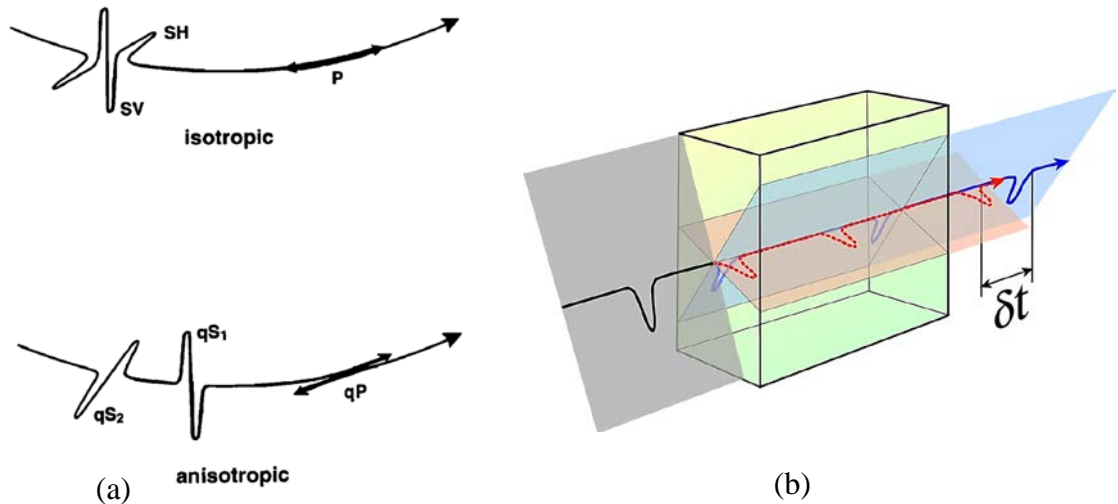 SH
P
SV
isotropic
qS₁
qP
qS₂
anisotropic
(a)
δt
(b)